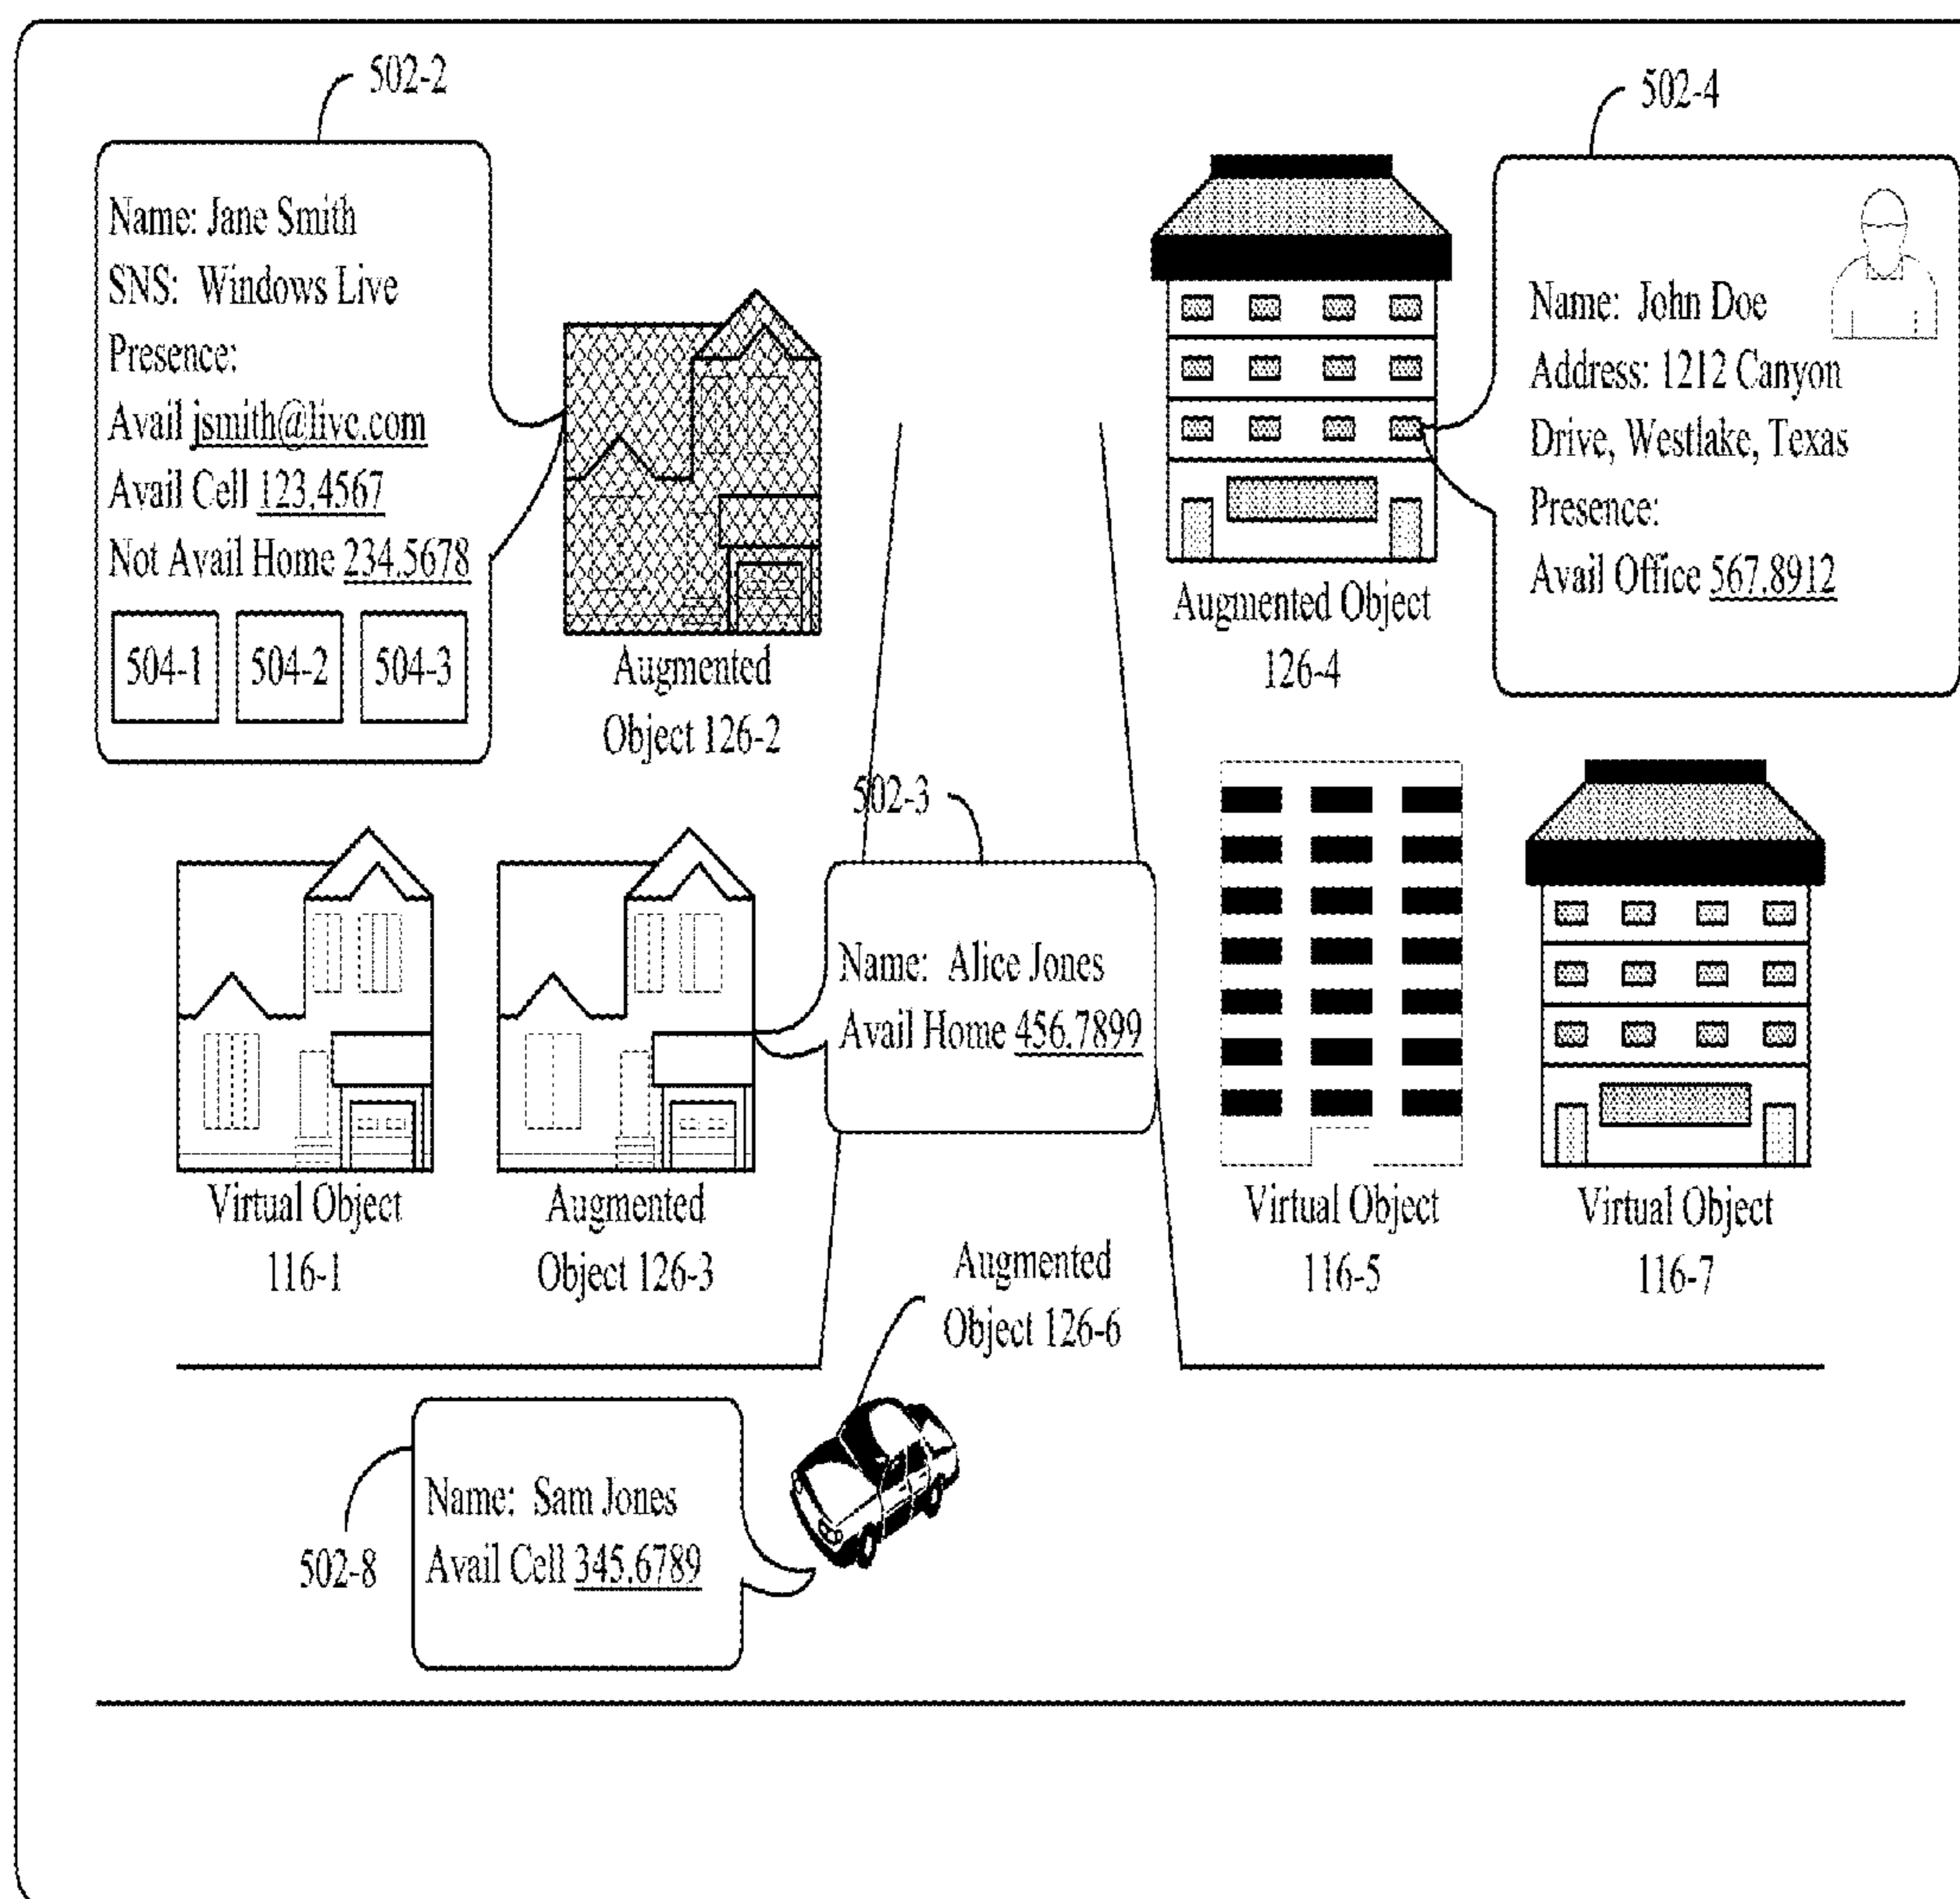 502-2
Name: Jane Smith
SNS: Windows Live
Presence:
Avail jsmith@live.com
Avail Cell 123.4567
Not Avail Home 234.5678
504-1
504-2
504-3
Augmented
Object 126-2
502-4
Name: John Doe
Address: 1212 Canyon
Drive, Westlake, Texas
Presence:
Avail Office 567.8912
Augmented Object
126-4
502-3
Name: Alice Jones
Avail Home 456.7899
Virtual Object
116-1
Augmented
Object 126-3
Virtual Object
116-5
Virtual Object
116-7
Augmented
Object 126-6
502-8
Name: Sam Jones
Avail Cell 345.6789